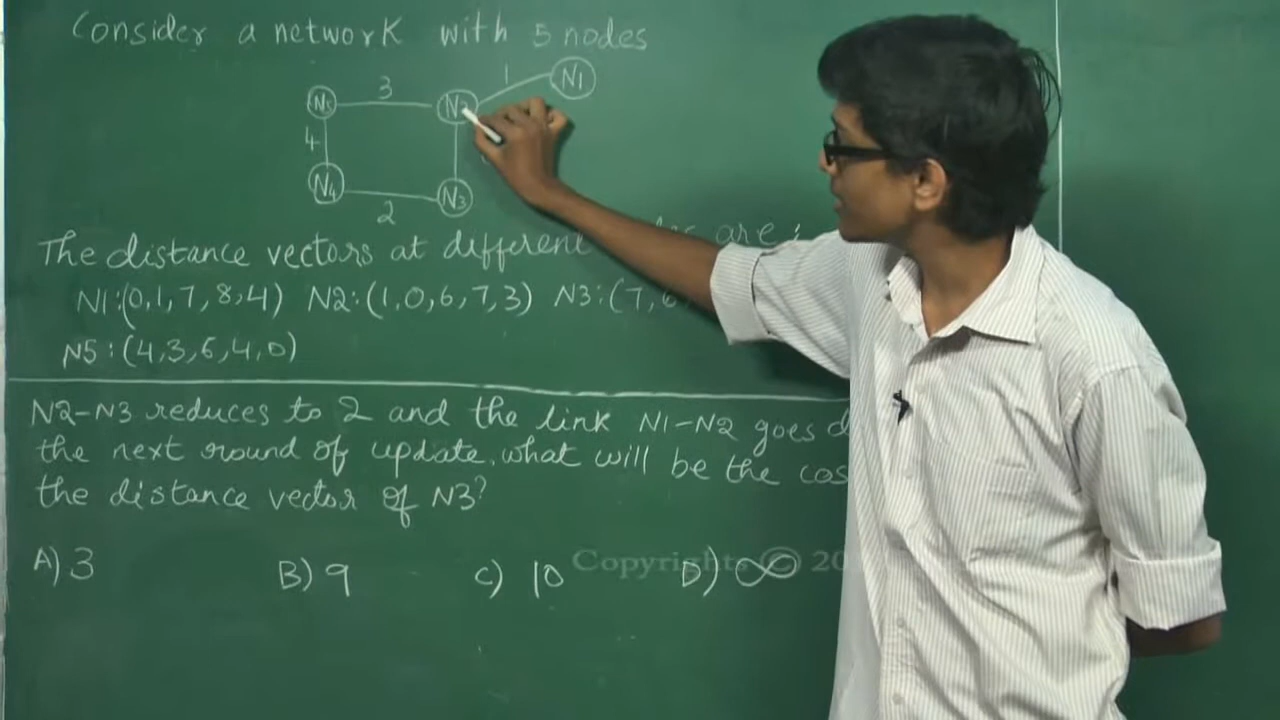 Consider a network with 5 nodes
3
1
N1
N5
N2
4
N4
N3
2
The distance vectors at different are :
N1:(0,1,7,8,4) N2:(1,0,6,7,3) N3:(7,6,
N5:(4,3,6,4,0)
N2-N3 reduces to 2 and the link N1-N2 goes
the next round of update, what will be the
the distance vector of N3?
A) 3 B) 9 C) 10 D) ∞
Copyrights © 20